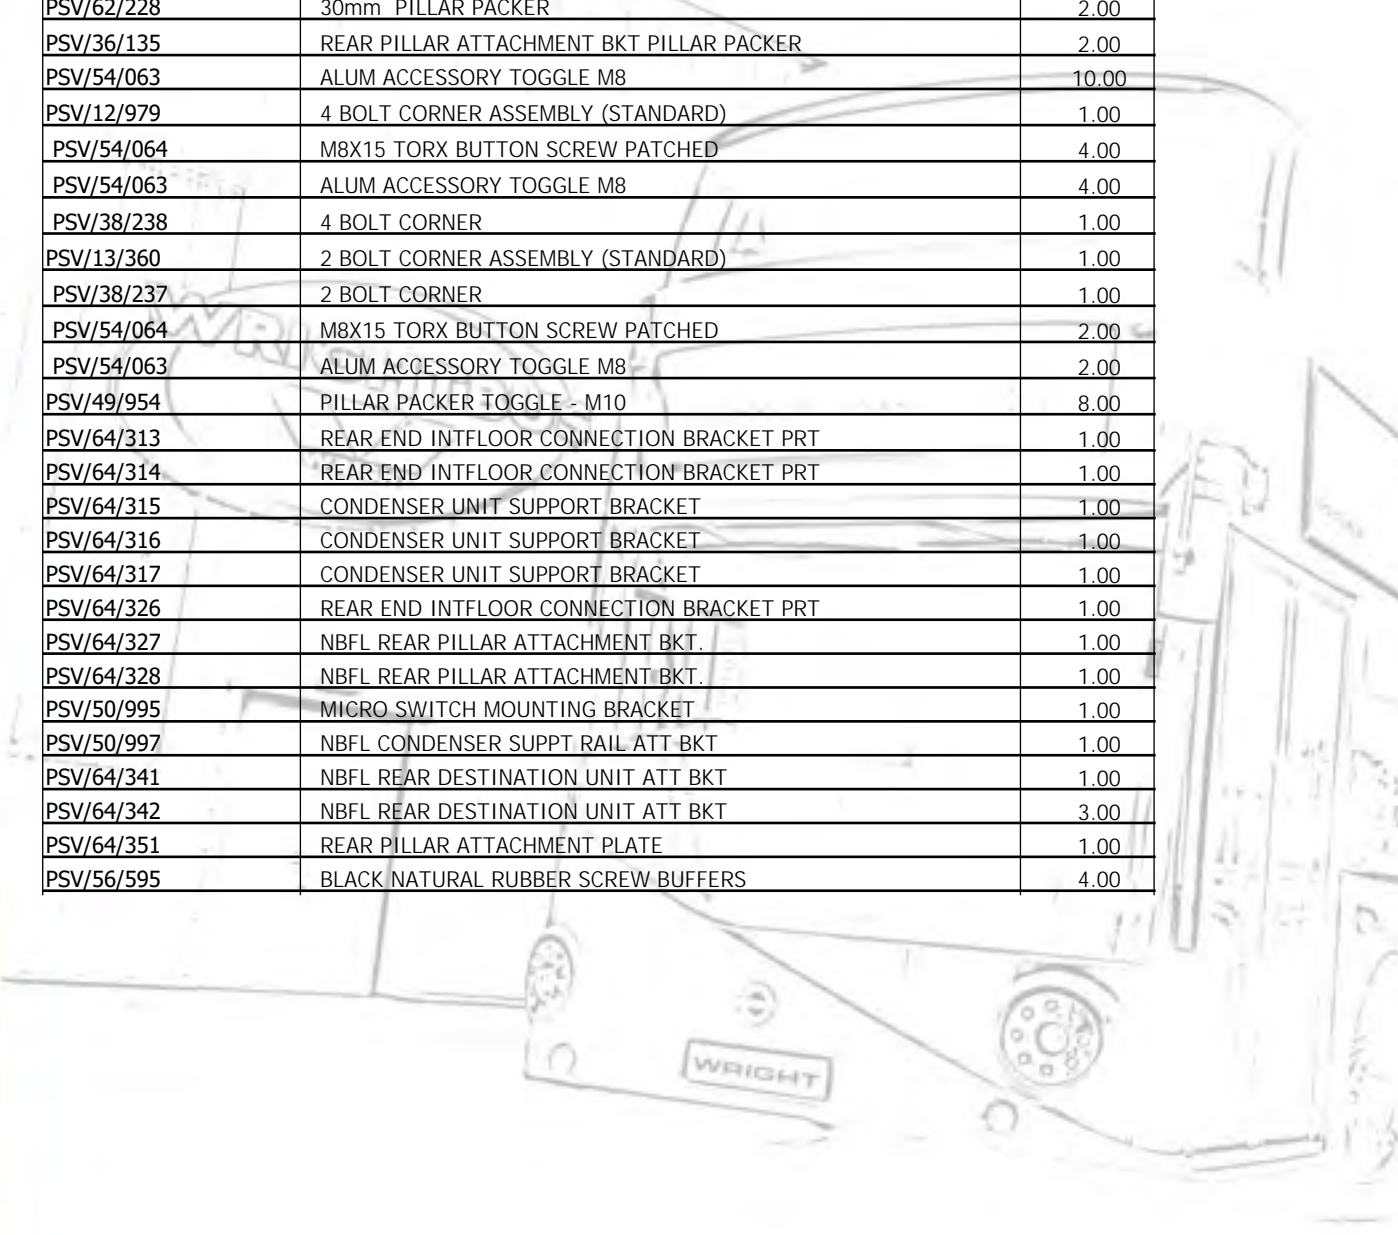 PSV/62/228 30mm PILLAR PACKER 2.00
PSV/36/135 REAR PILLAR ATTACHMENT BKT PILLAR PACKER 2.00
PSV/54/063 ALUM ACCESSORY TOGGLE M8 10.00
PSV/12/979 4 BOLT CORNER ASSEMBLY (STANDARD) 1.00
PSV/54/064 M8X15 TORX BUTTON SCREW PATCHED 4.00
PSV/54/063 ALUM ACCESSORY TOGGLE M8 4.00
PSV/38/238 4 BOLT CORNER 1.00
PSV/13/360 2 BOLT CORNER ASSEMBLY (STANDARD) 1.00
PSV/38/237 2 BOLT CORNER 1.00
PSV/54/064 M8X15 TORX BUTTON SCREW PATCHED 2.00
PSV/54/063 ALUM ACCESSORY TOGGLE M8 2.00
PSV/49/954 PILLAR PACKER TOGGLE - M10 8.00
PSV/64/313 REAR END INTFLOOR CONNECTION BRACKET PRT 1.00
PSV/64/314 REAR END INTFLOOR CONNECTION BRACKET PRT 1.00
PSV/64/315 CONDENSER UNIT SUPPORT BRACKET 1.00
PSV/64/316 CONDENSER UNIT SUPPORT BRACKET 1.00
PSV/64/317 CONDENSER UNIT SUPPORT BRACKET 1.00
PSV/64/326 REAR END INTFLOOR CONNECTION BRACKET PRT 1.00
PSV/64/327 NBFL REAR PILLAR ATTACHMENT BKT. 1.00
PSV/64/328 NBFL REAR PILLAR ATTACHMENT BKT. 1.00
PSV/50/995 MICRO SWITCH MOUNTING BRACKET 1.00
PSV/50/997 NBFL CONDENSER SUPPT RAIL ATT BKT 1.00
PSV/64/341 NBFL REAR DESTINATION UNIT ATT BKT 1.00
PSV/64/342 NBFL REAR DESTINATION UNIT ATT BKT 3.00
PSV/64/351 REAR PILLAR ATTACHMENT PLATE 1.00
PSV/56/595 BLACK NATURAL RUBBER SCREW BUFFERS 4.00
WRIGHTBUS
WRIGHT